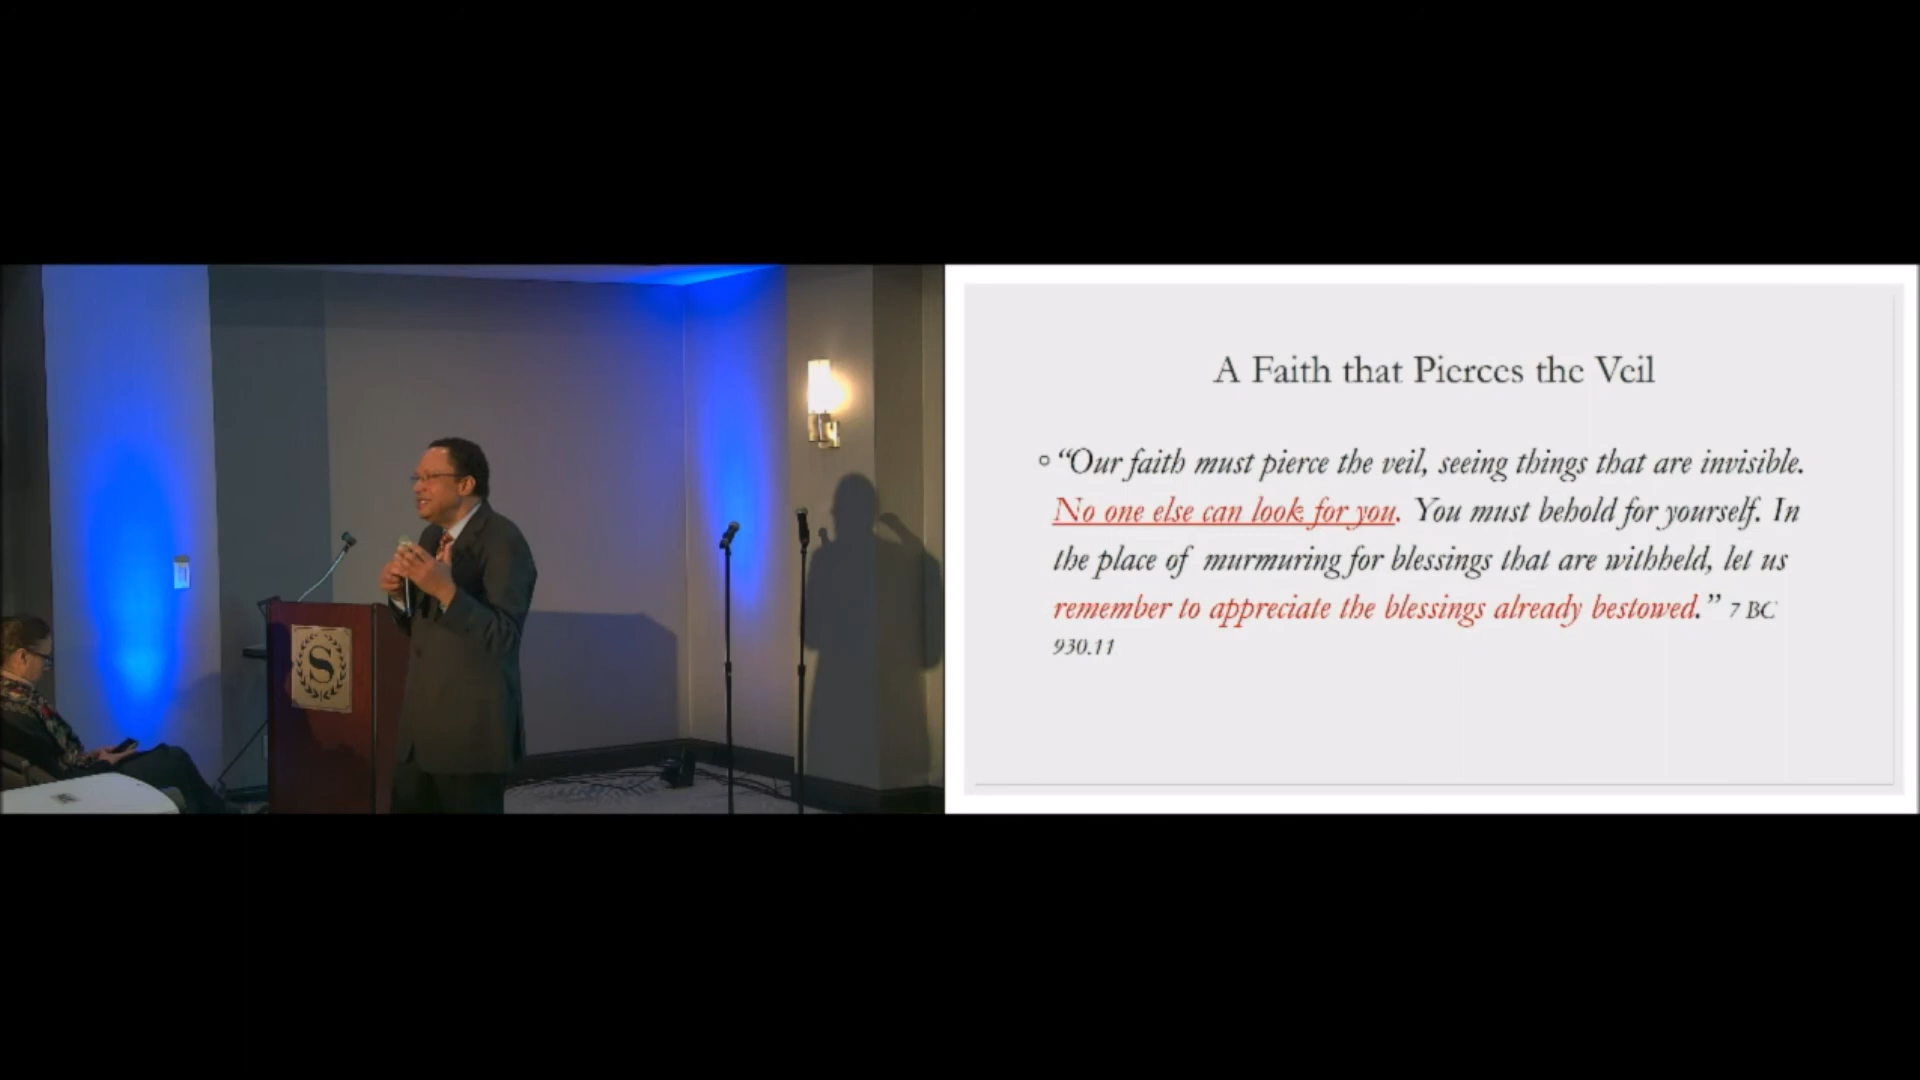 S
A Faith that Pierces the Veil
“Our faith must pierce the veil, seeing things that are invisible.
No one else can look for you. You must behold for yourself. In
the place of murmuring for blessings that are withheld, let us
remember to appreciate the blessings already bestowed.” 7 BC
930.11